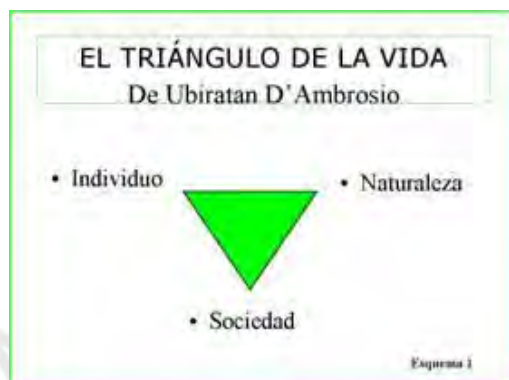 EL TRIÁNGULO DE LA VIDA
De Ubiratan D’Ambrosio
• Individuo
• Naturaleza
• Sociedad
Esquema 1